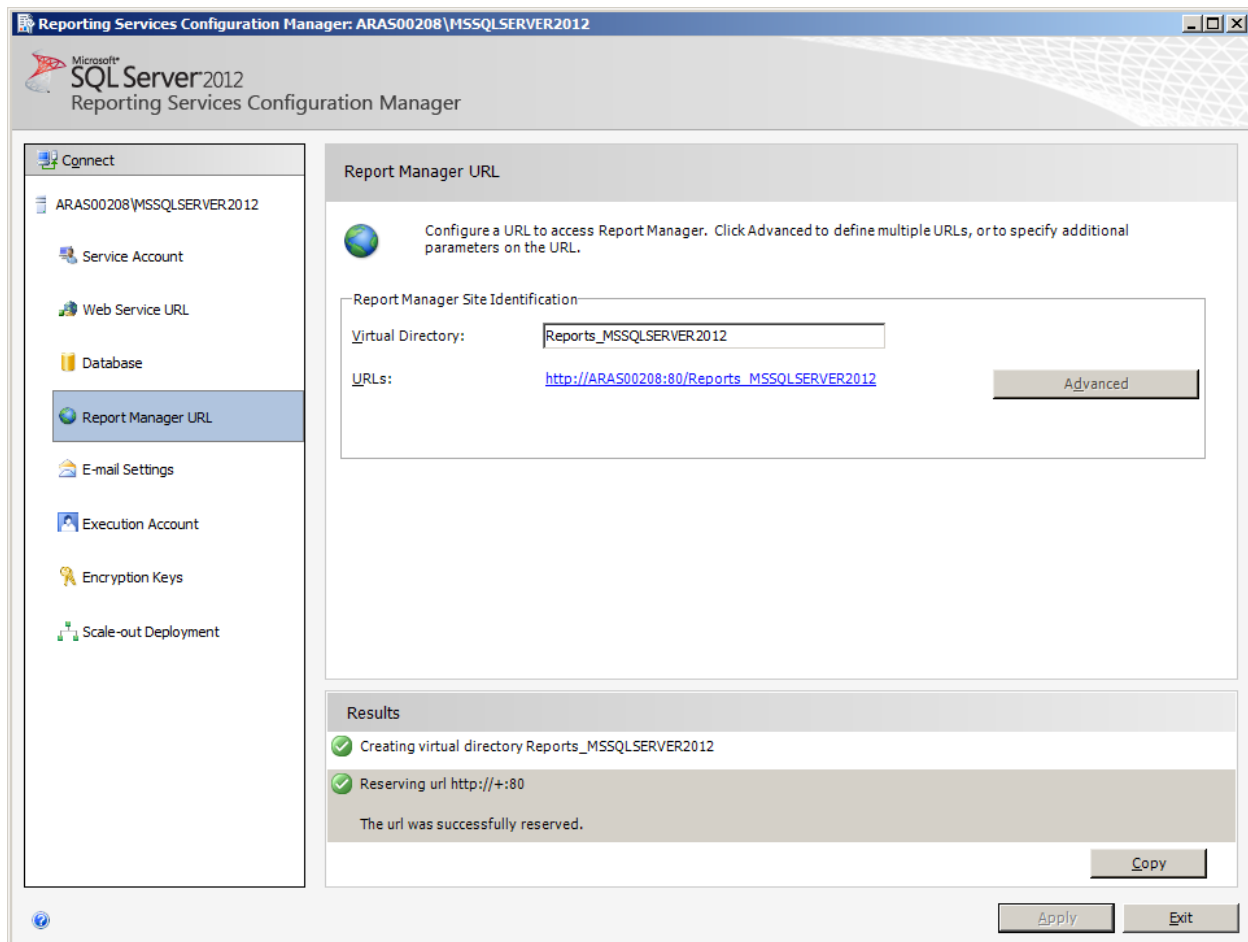 Reporting Services Configuration Manager: ARAS00208\MSSQLSERVER2012
Microsoft®
SQL Server 2012
Reporting Services Configuration Manager
Connect
ARAS00208\MSSQLSERVER2012
Service Account
Web Service URL
Database
Report Manager URL
E-mail Settings
Execution Account
Encryption Keys
Scale-out Deployment
Report Manager URL
Configure a URL to access Report Manager. Click Advanced to define multiple URLs, or to specify additional
parameters on the URL.
Report Manager Site Identification
Virtual Directory: Reports_MSSQLSERVER2012
URLs: http://ARAS00208:80/Reports_MSSQLSERVER2012
Advanced
Results
Creating virtual directory Reports_MSSQLSERVER2012
Reserving url http://+:80
The url was successfully reserved.
Copy
Apply Exit